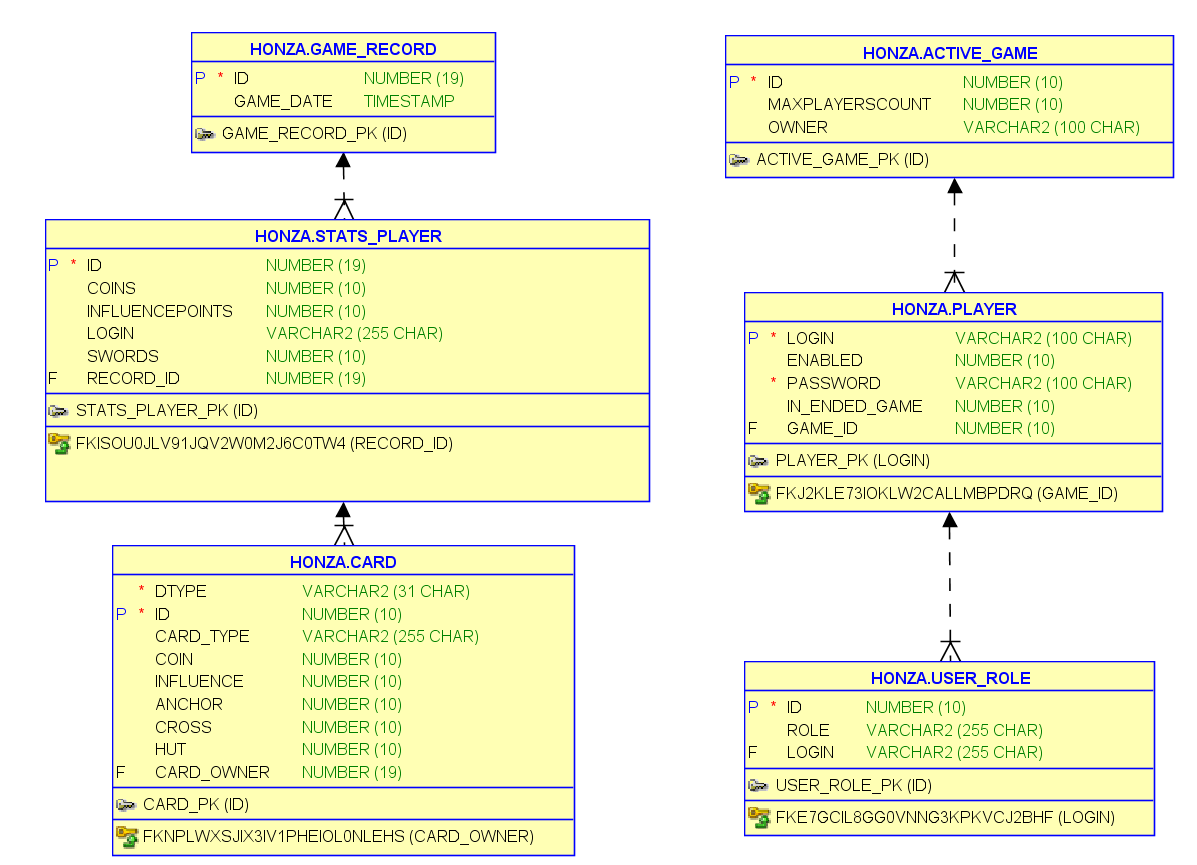 HONZA.GAME_RECORD
P * ID NUMBER (19)
GAME_DATE TIMESTAMP
GAME_RECORD_PK (ID)
HONZA.STATS_PLAYER
P * ID NUMBER (19)
COINS NUMBER (10)
INFLUENCEPOINTS NUMBER (10)
LOGIN VARCHAR2 (255 CHAR)
SWORDS NUMBER (10)
F RECORD_ID NUMBER (19)
STATS_PLAYER_PK (ID)
FKISOU0JLV91JQV2W0M2J6C0TW4 (RECORD_ID)
HONZA.CARD
* DTYPE VARCHAR2 (31 CHAR)
P * ID NUMBER (10)
CARD_TYPE VARCHAR2 (255 CHAR)
COIN NUMBER (10)
INFLUENCE NUMBER (10)
ANCHOR NUMBER (10)
CROSS NUMBER (10)
HUT NUMBER (10)
F CARD_OWNER NUMBER (19)
CARD_PK (ID)
FKNPLWXSJIX3IV1PHEIOL0NLEHS (CARD_OWNER)
HONZA.ACTIVE_GAME
P * ID NUMBER (10)
MAXPLAYERSCOUNT NUMBER (10)
OWNER VARCHAR2 (100 CHAR)
ACTIVE_GAME_PK (ID)
HONZA.PLAYER
P * LOGIN VARCHAR2 (100 CHAR)
ENABLED NUMBER (10)
* PASSWORD VARCHAR2 (100 CHAR)
IN_ENDED_GAME NUMBER (10)
F GAME_ID NUMBER (10)
PLAYER_PK (LOGIN)
FKJ2KLE73IOKLW2CALLMBPDRQ (GAME_ID)
HONZA.USER_ROLE
P * ID NUMBER (10)
ROLE VARCHAR2 (255 CHAR)
F LOGIN VARCHAR2 (255 CHAR)
USER_ROLE_PK (ID)
FKE7GCIL8GG0VNNG3KPKVCJ2BHF (LOGIN)